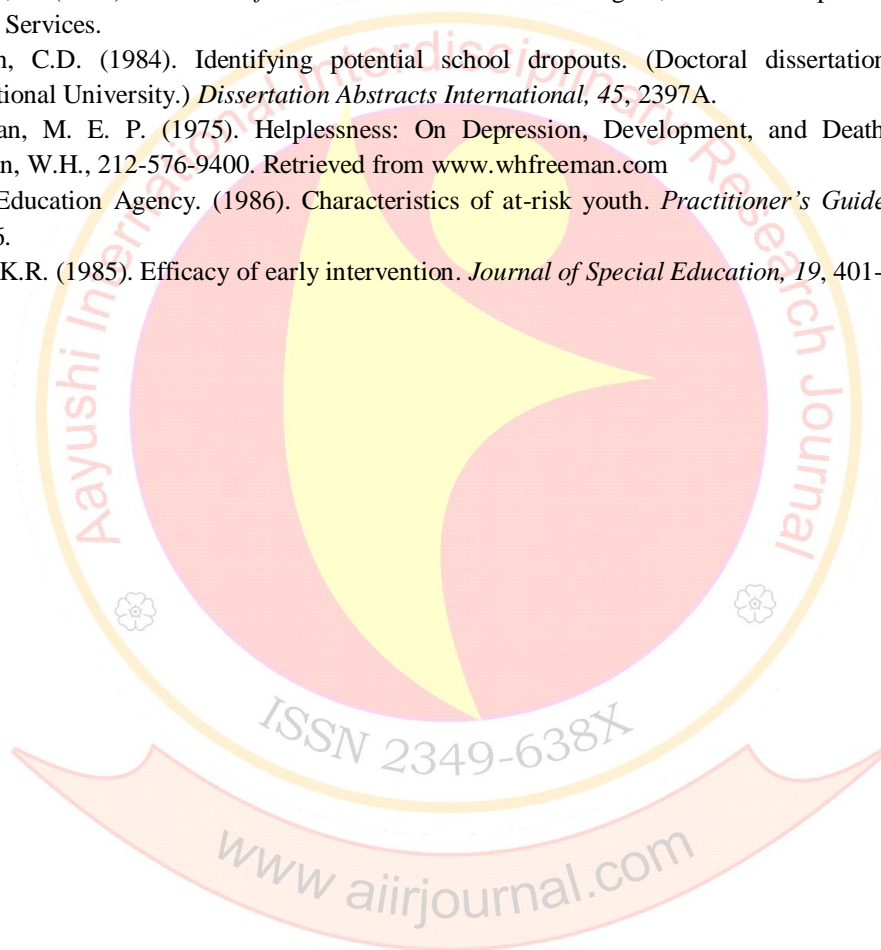 Services.
C.D. (1984). Identifying potential school dropouts. (Doctoral dissertation
University.) Dissertation Abstracts International, 45, 2397A.
M. E. P. (1975). Helplessness: On Depression, Development, and Death
W.H., 212-576-9400. Retrieved from www.whfreeman.com
Education Agency. (1986). Characteristics of at-risk youth. Practitioner's Guide
K.R. (1985). Efficacy of early intervention. Journal of Special Education, 19, 401-
Aayushi International Interdisciplinary Research Journal
ISSN 2349-638X
www aiirjournal.com